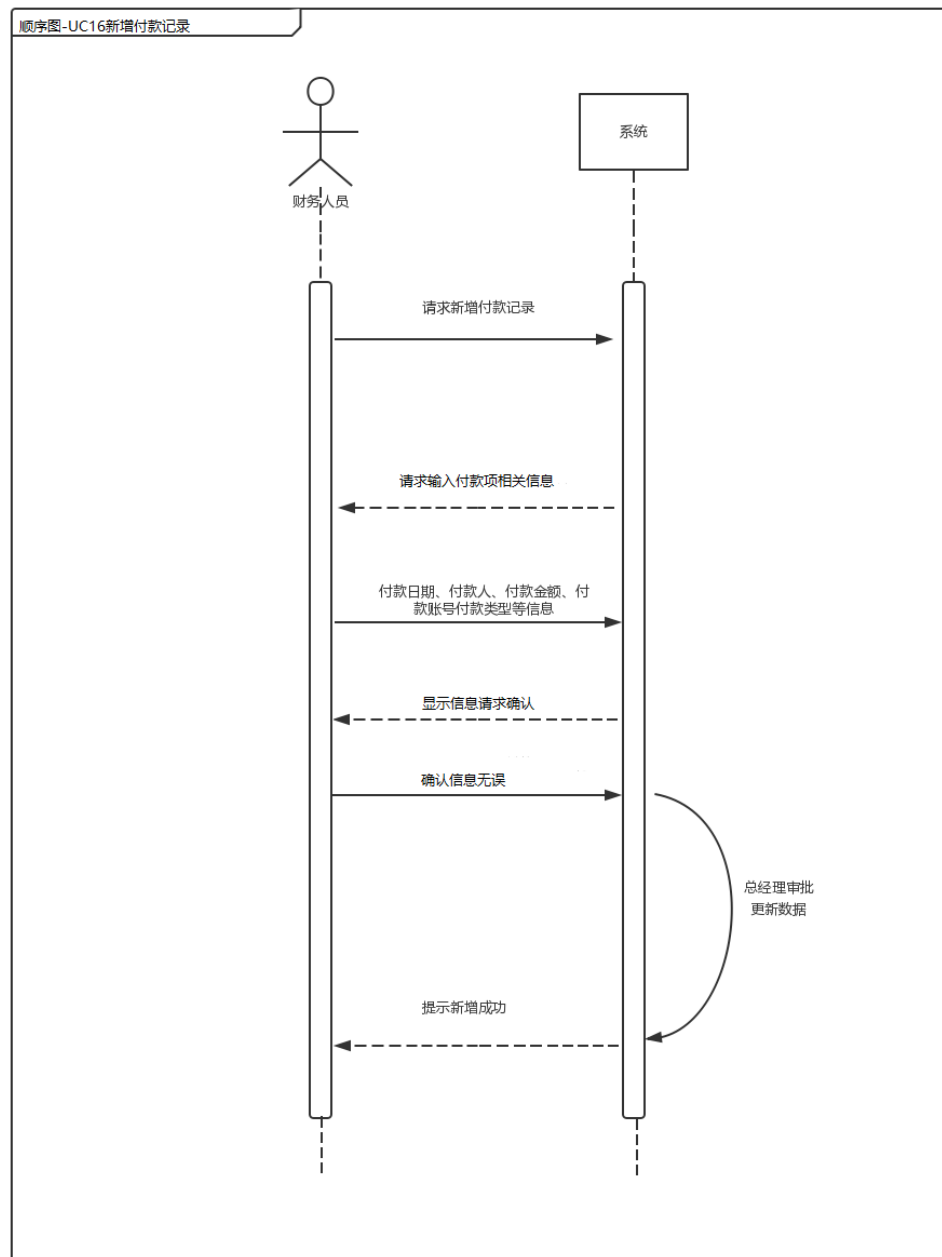 顺序图-UC16新增付款记录
系统
财务人员
请求新增付款记录
请求输入付款项相关信息
付款日期、付款人、付款金额、付
款账号付款类型等信息
显示信息请求确认
确认信息无误
总经理审批
更新数据
提示新增成功